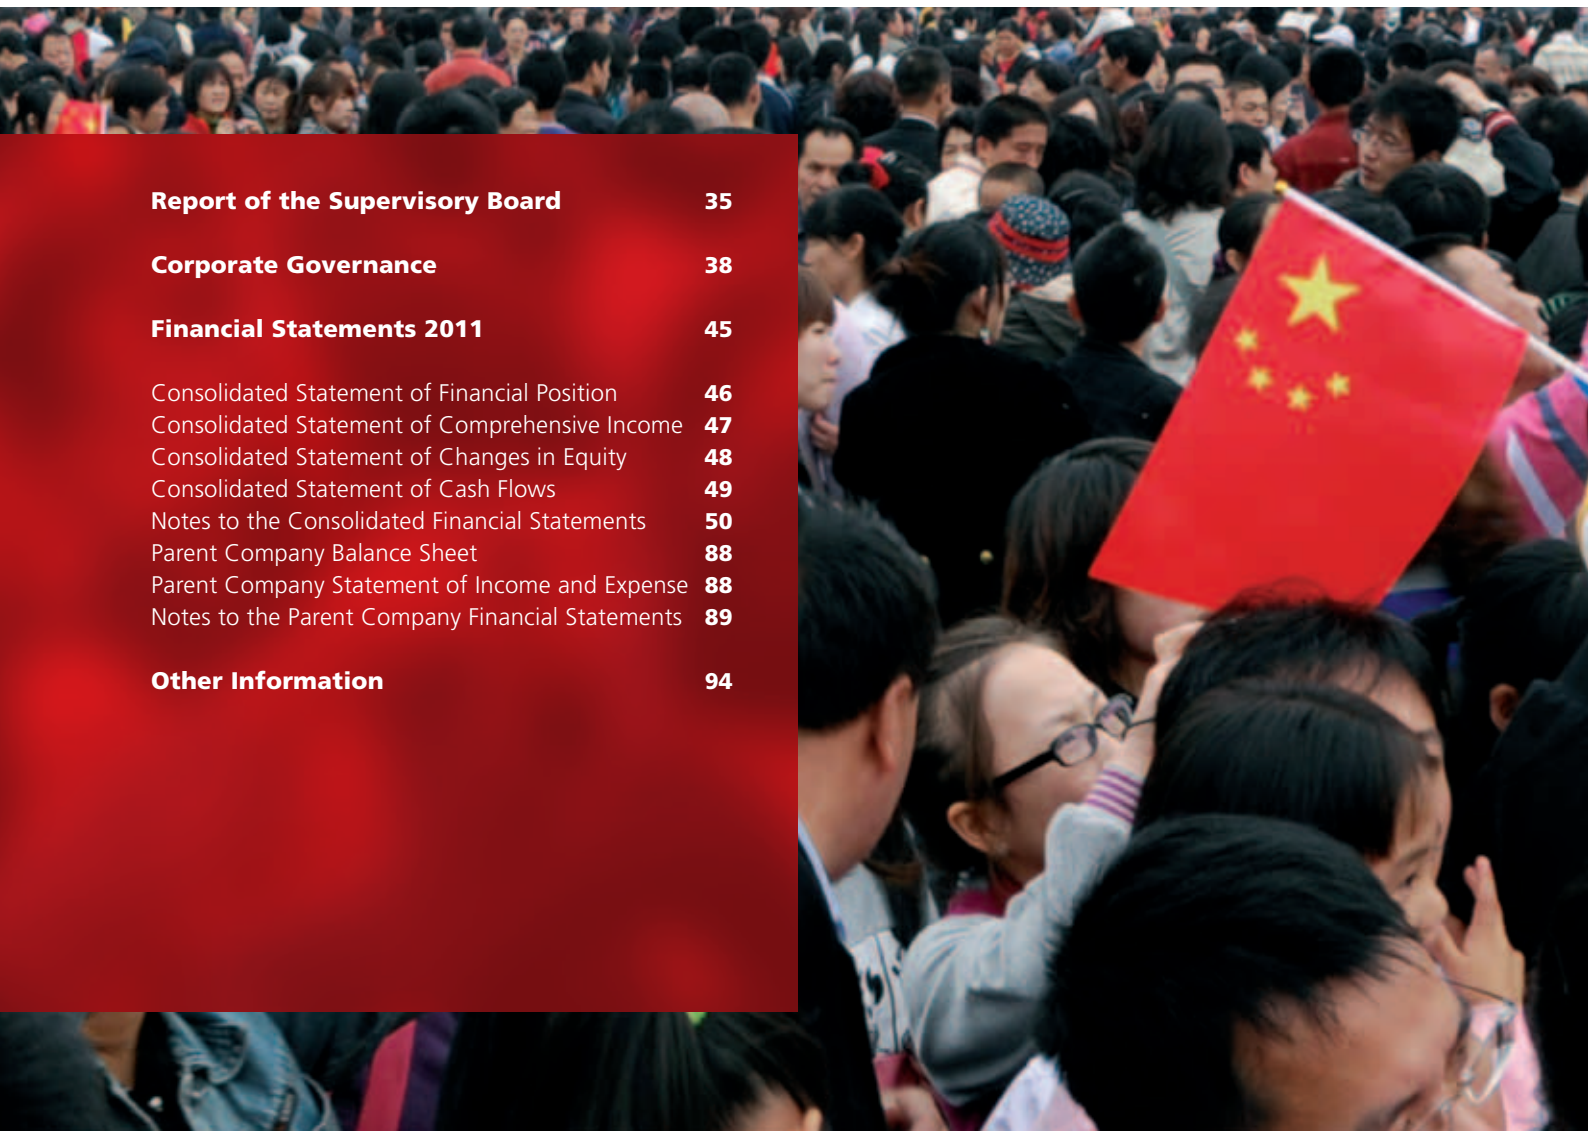 Report of the Supervisory Board 35
Corporate Governance 38
Financial Statements 2011 45
Consolidated Statement of Financial Position 46
Consolidated Statement of Comprehensive Income 47
Consolidated Statement of Changes in Equity 48
Consolidated Statement of Cash Flows 49
Notes to the Consolidated Financial Statements 50
Parent Company Balance Sheet 88
Parent Company Statement of Income and Expense 88
Notes to the Parent Company Financial Statements 89
Other Information 94